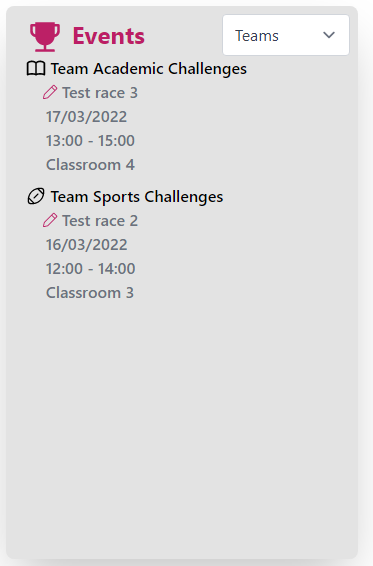 Events
Teams
Team Academic Challenges
Test race 3
17/03/2022
13:00 - 15:00
Classroom 4
Team Sports Challenges
Test race 2
16/03/2022
12:00 - 14:00
Classroom 3